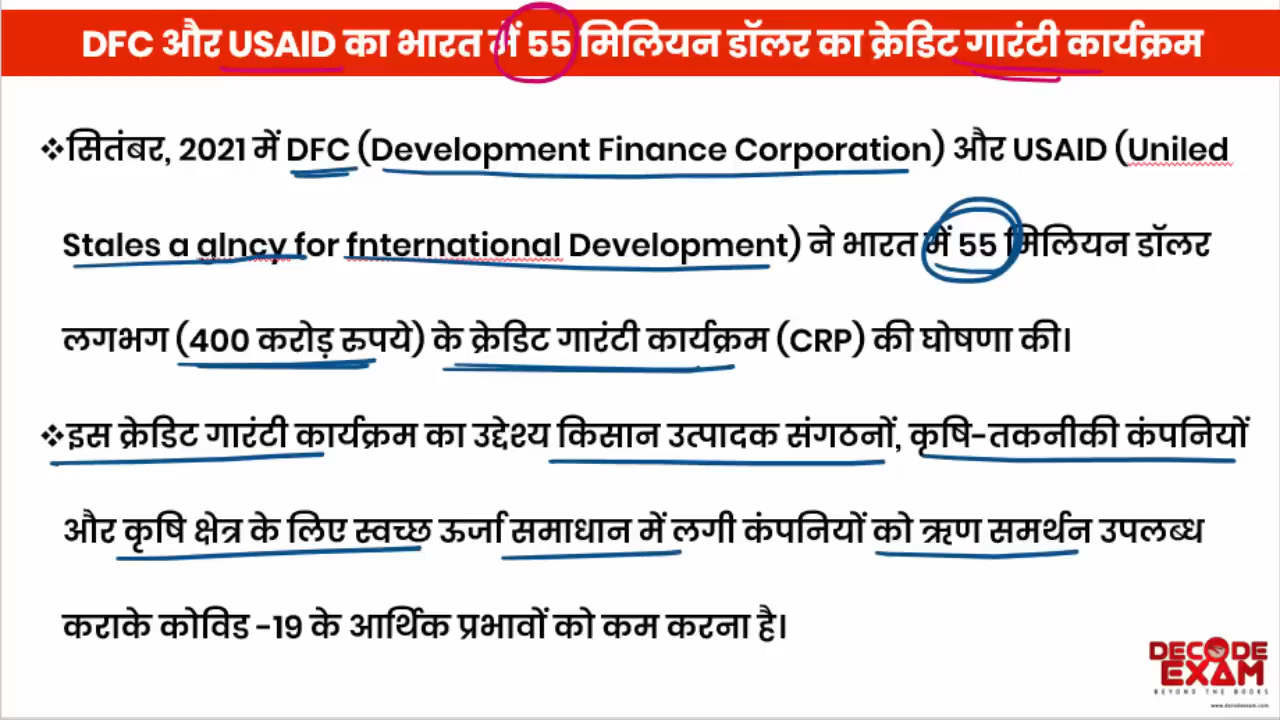 DFC और USAID का भारत में 55 मिलियन डॉलर का क्रेडिट गारंटी कार्यक्रम
❖सितंबर, 2021 में DFC (Development Finance Corporation) और USAID (Uniled
Stales a glncy for fnternational Development) ने भारत में 55 मिलियन डॉलर
लगभग (400 करोड़ रुपये) के क्रेडिट गारंटी कार्यक्रम (CRP) की घोषणा की।
❖इस क्रेडिट गारंटी कार्यक्रम का उद्देश्य किसान उत्पादक संगठनों, कृषि-तकनीकी कंपनियों
और कृषि क्षेत्र के लिए स्वच्छ ऊर्जा समाधान में लगी कंपनियों को ऋण समर्थन उपलब्ध
कराके कोविड -19 के आर्थिक प्रभावों को कम करना है।
DECODE
EXAM
BEYOND THE BOOKS
www.decodeexam.com